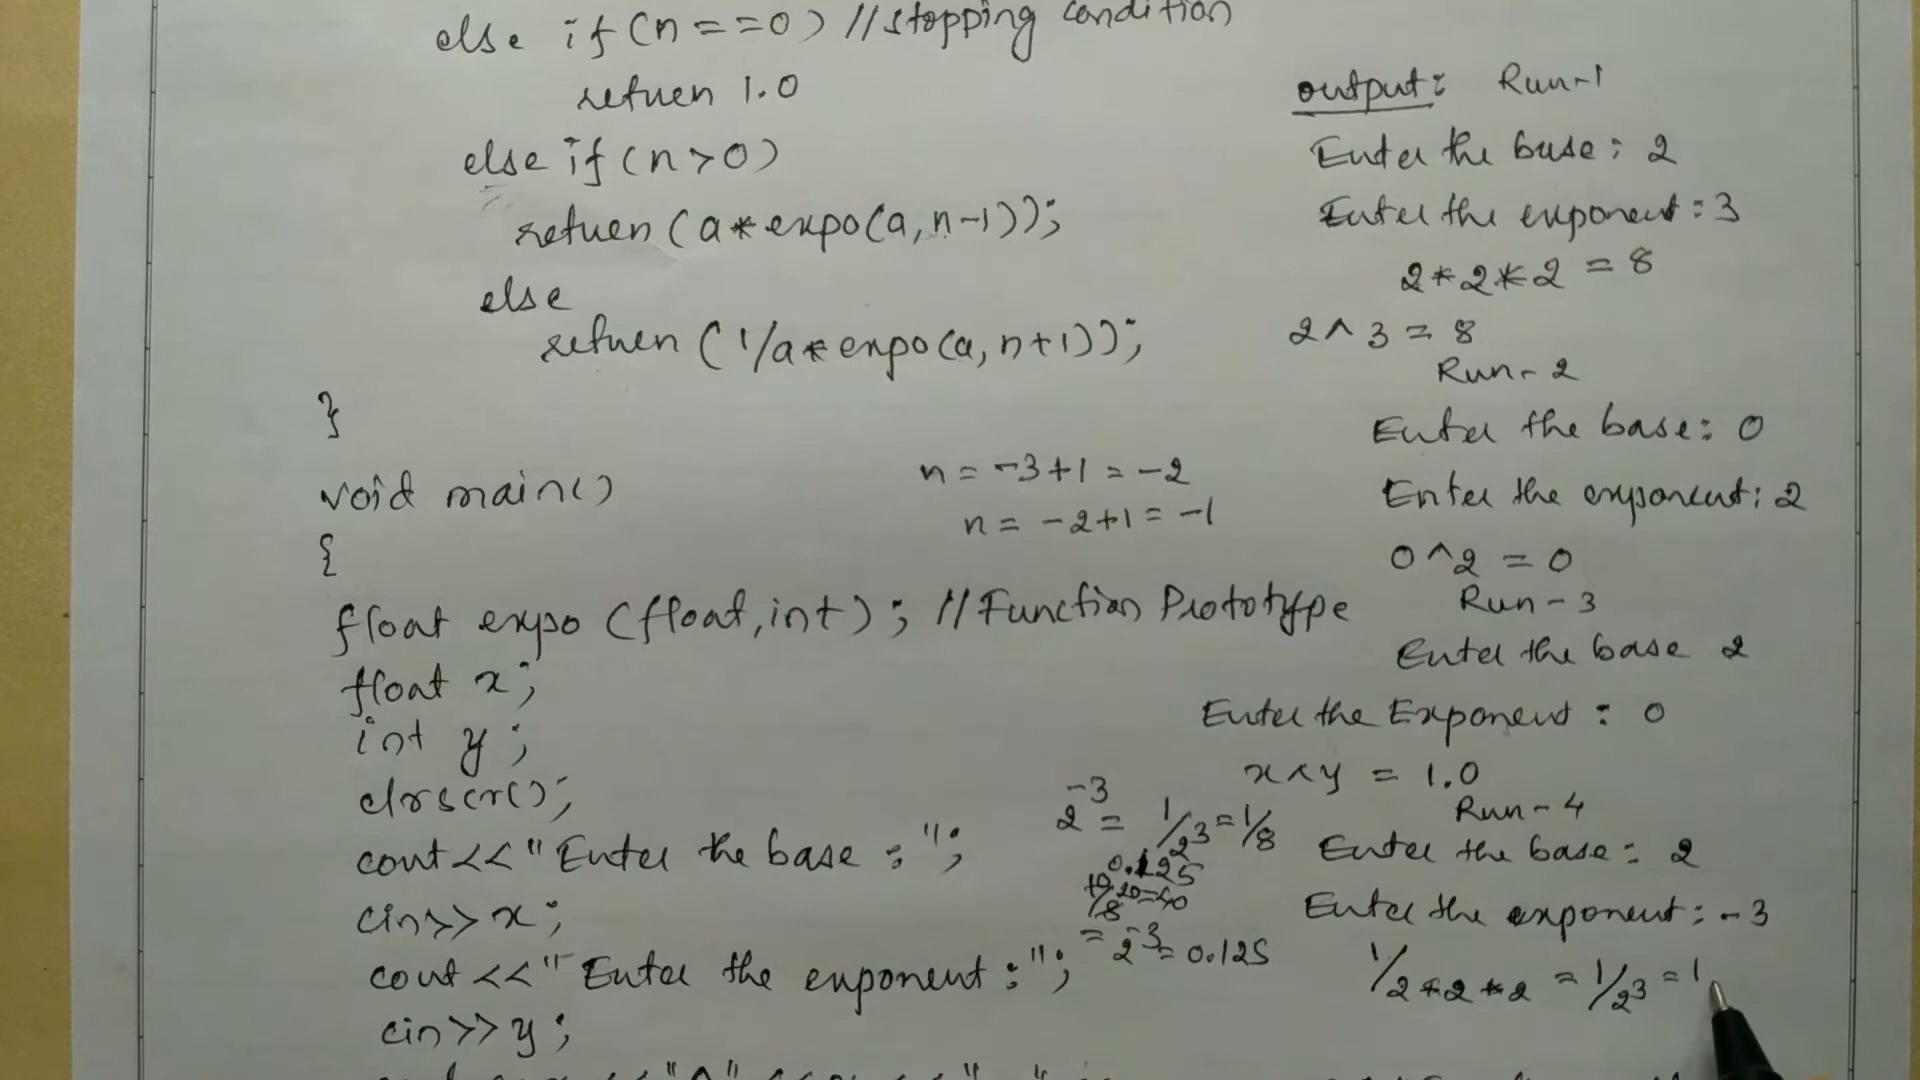 else if (n==0) //stopping condition
return 1.0
else if (n>0)
return (a*expo(a, n-1));
else
return (1/a*expo(a, n+1));
}
void main()
{
float expo (float, int); //Function Prototype
float x;
int y;
clrscr();
cout<<"Enter the base :";
cin>>x;
cout<<"Enter the exponent :";
cin>>y;
n = -3+1 = -2
n = -2+1 = -1
2^-3 = 1/2^3 = 1/8
0.125
= 2^-3 = 0.125
output: Run-1
Enter the base: 2
Enter the exponent: 3
2*2*2 = 8
2^3 = 8
Run-2
Enter the base: 0
Enter the exponent: 2
0^2 = 0
Run-3
Enter the base 2
Enter the Exponent : 0
x^y = 1.0
Run-4
Enter the base: 2
Enter the exponent: -3
1/2*2*2 = 1/2^3 = 1